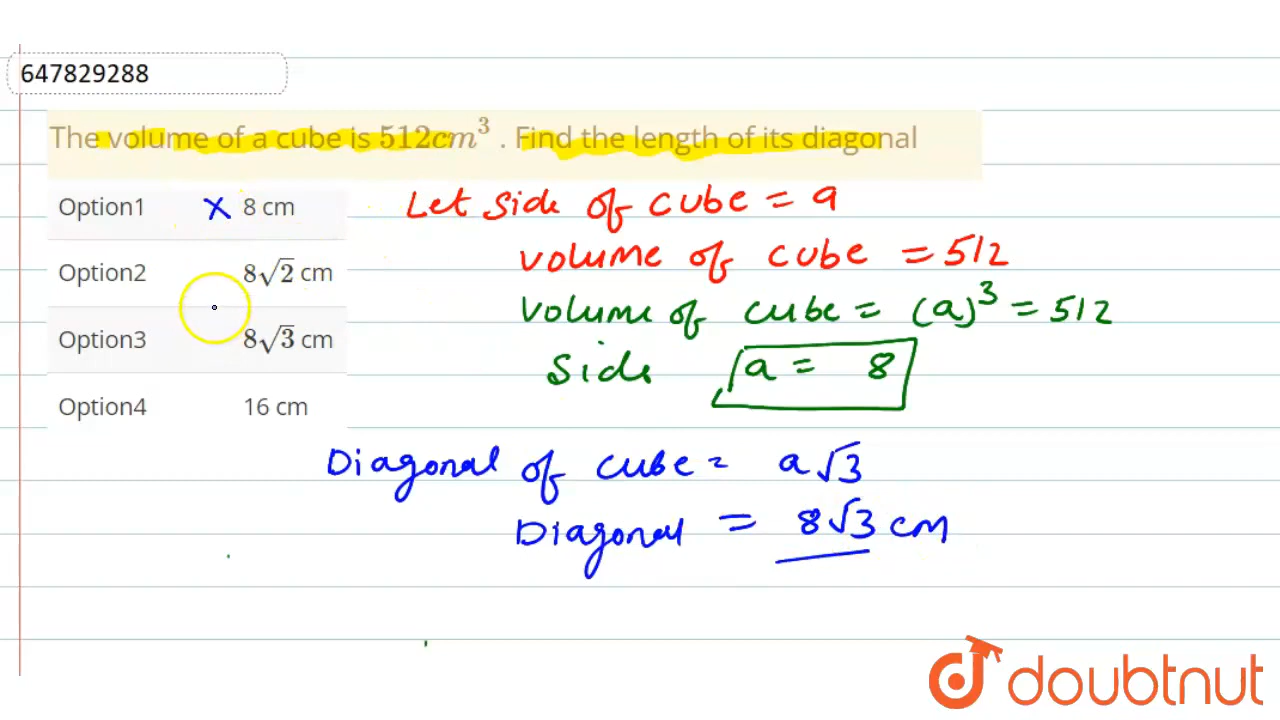 647829288
The volume of a cube is 512cm³ . Find the length of its diagonal
Option1 X 8 cm
Option2 8√2 cm
Option3 8√3 cm
Option4 16 cm
Let side of cube = a
volume of cube = 512
volume of cube = (a)³ = 512
side a = 8
Diagonal of cube = a√3
Diagonal = 8√3 cm
doubtnut